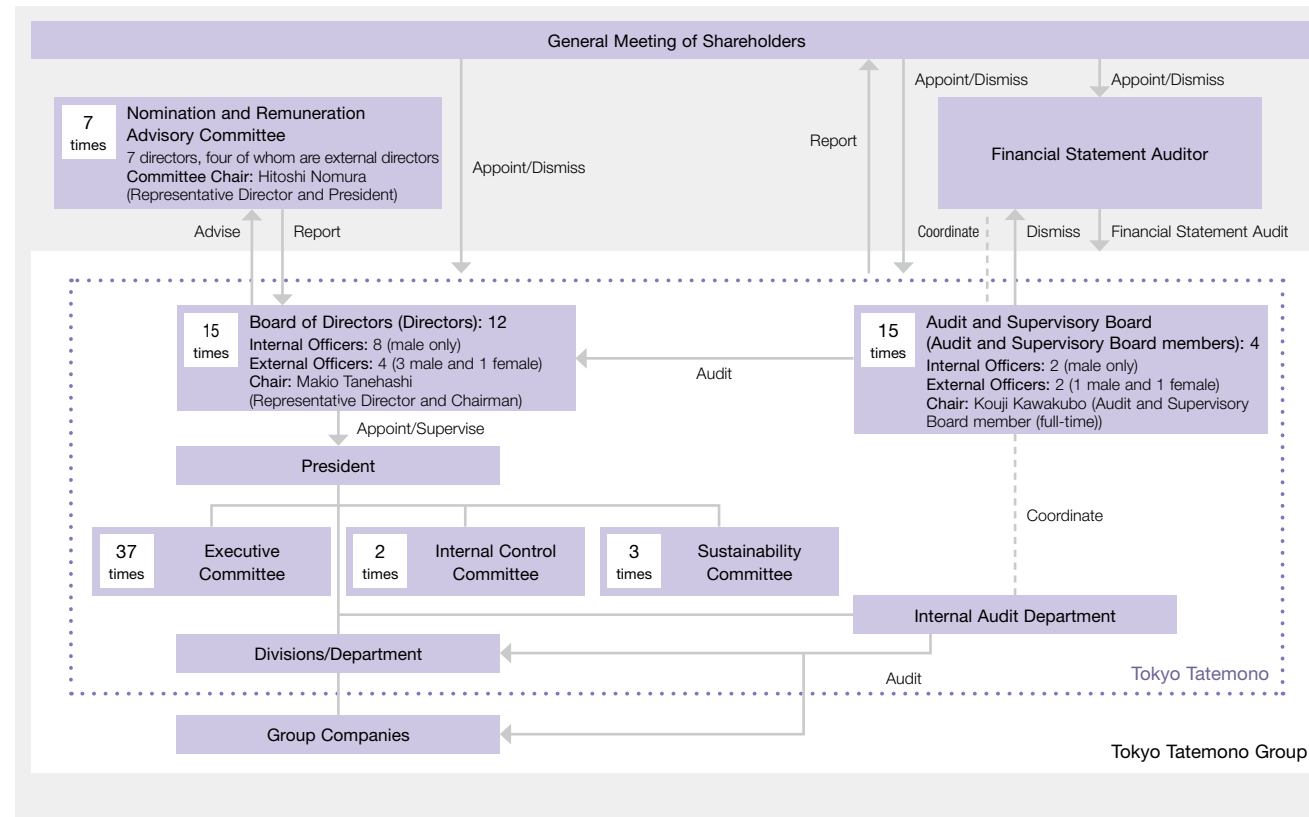 General Meeting of Shareholders
Appoint/Dismiss
Appoint/Dismiss
7
times
Nomination and Remuneration
Advisory Committee
7 directors, four of whom are external directors
Committee Chair: Hitoshi Nomura
(Representative Director and President)
Appoint/Dismiss
Report
Financial Statement Auditor
Advise
Report
Coordinate
Dismiss
Financial Statement Audit
15
times
Board of Directors (Directors): 12
Internal Officers: 8 (male only)
External Officers: 4 (3 male and 1 female)
Chair: Makio Tanehashi
(Representative Director and Chairman)
Audit
15
times
Audit and Supervisory Board
(Audit and Supervisory Board members): 4
Internal Officers: 2 (male only)
External Officers: 2 (1 male and 1 female)
Chair: Kouji Kawakubo (Audit and Supervisory
Board member (full-time))
Appoint/Supervise
President
Coordinate
37
times
Executive
Committee
2
times
Internal Control
Committee
3
times
Sustainability
Committee
Internal Audit Department
Divisions/Department
Audit
Tokyo Tatemono
Group Companies
Tokyo Tatemono Group